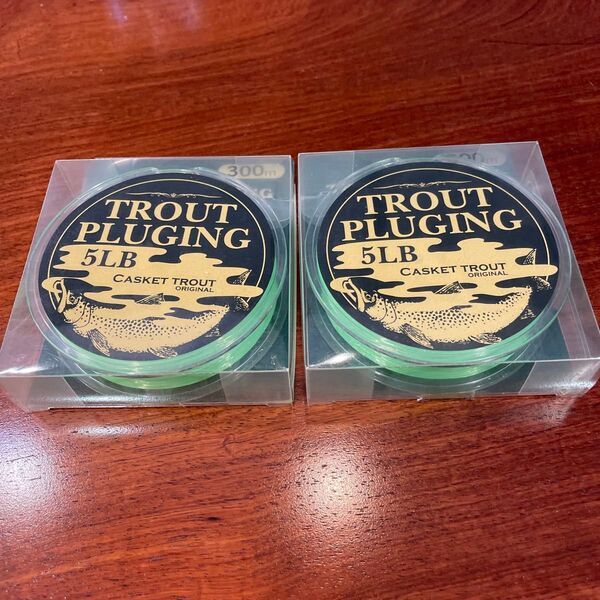 300m
TROUT
PLUGING
5LB
CASKET TROUT
ORIGINAL
TROUT
PLUGING
5LB
CASKET TROUT
ORIGINAL